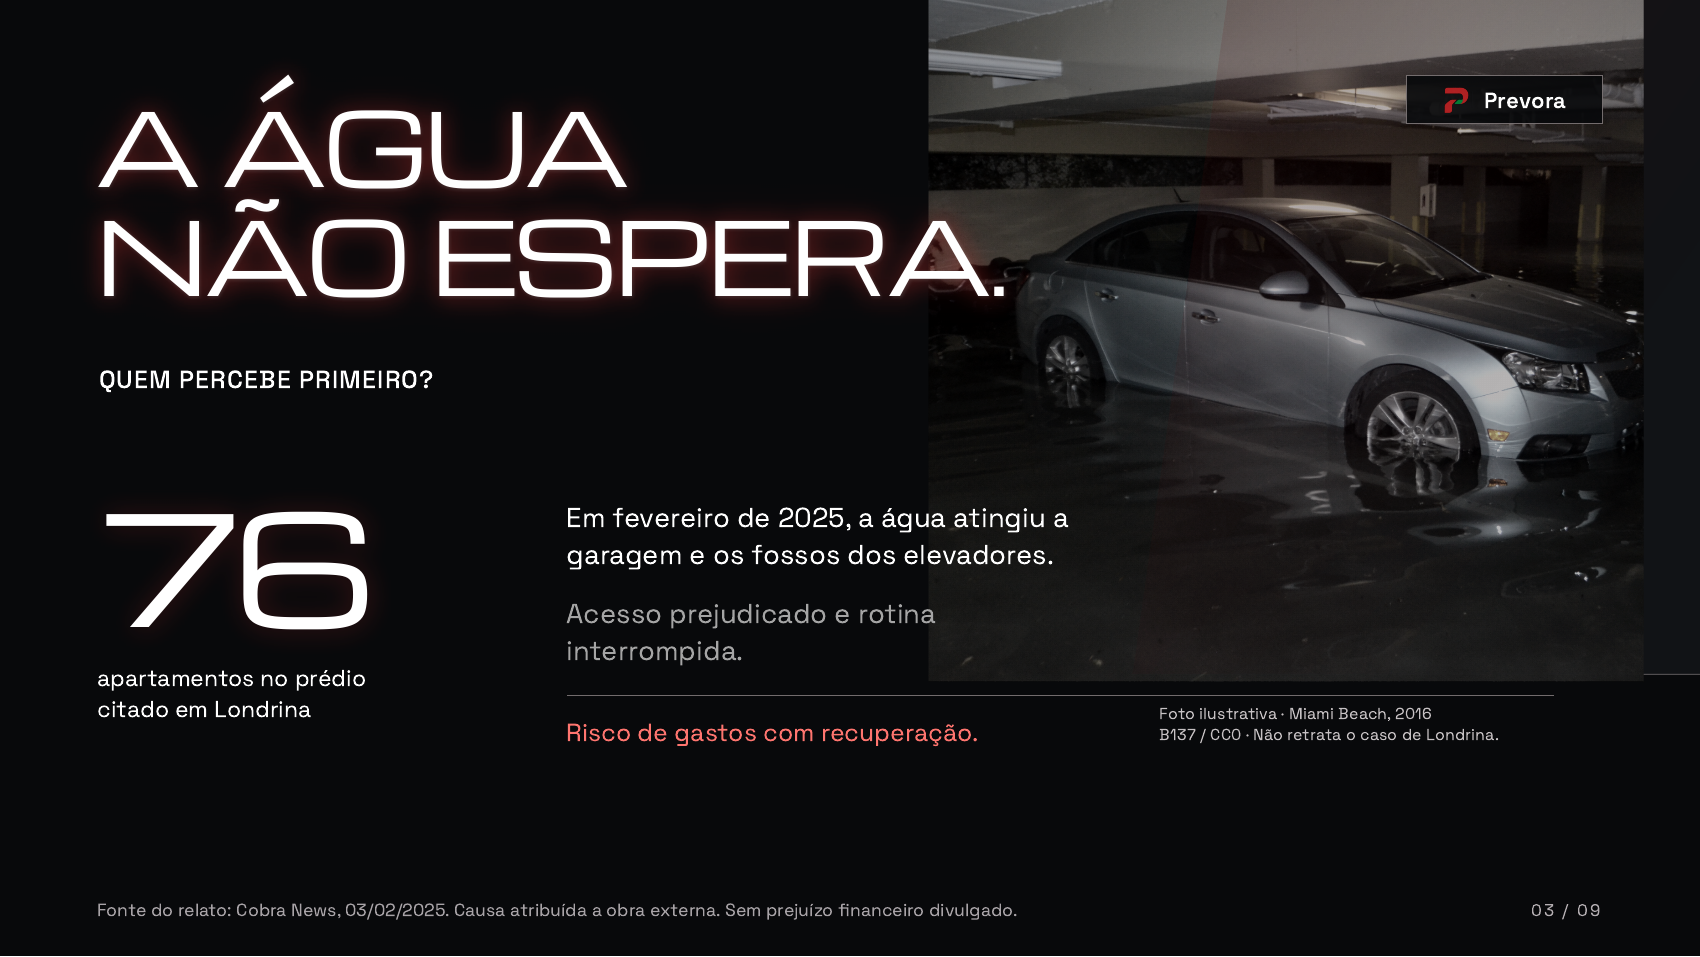 A ÁGUA
NÃO ESPERA.
Prevora
QUEM PERCEBE PRIMEIRO?
76
apartamentos no prédio
citado em Londrina
Em fevereiro de 2025, a água atingiu a
garagem e os fossos dos elevadores.
Acesso prejudicado e rotina
interrompida.
Risco de gastos com recuperação.
Foto ilustrativa · Miami Beach, 2016
B137 / CC0 · Não retrata o caso de Londrina.
Fonte do relato: Cobra News, 03/02/2025. Causa atribuída a obra externa. Sem prejuízo financeiro divulgado.
03 / 09